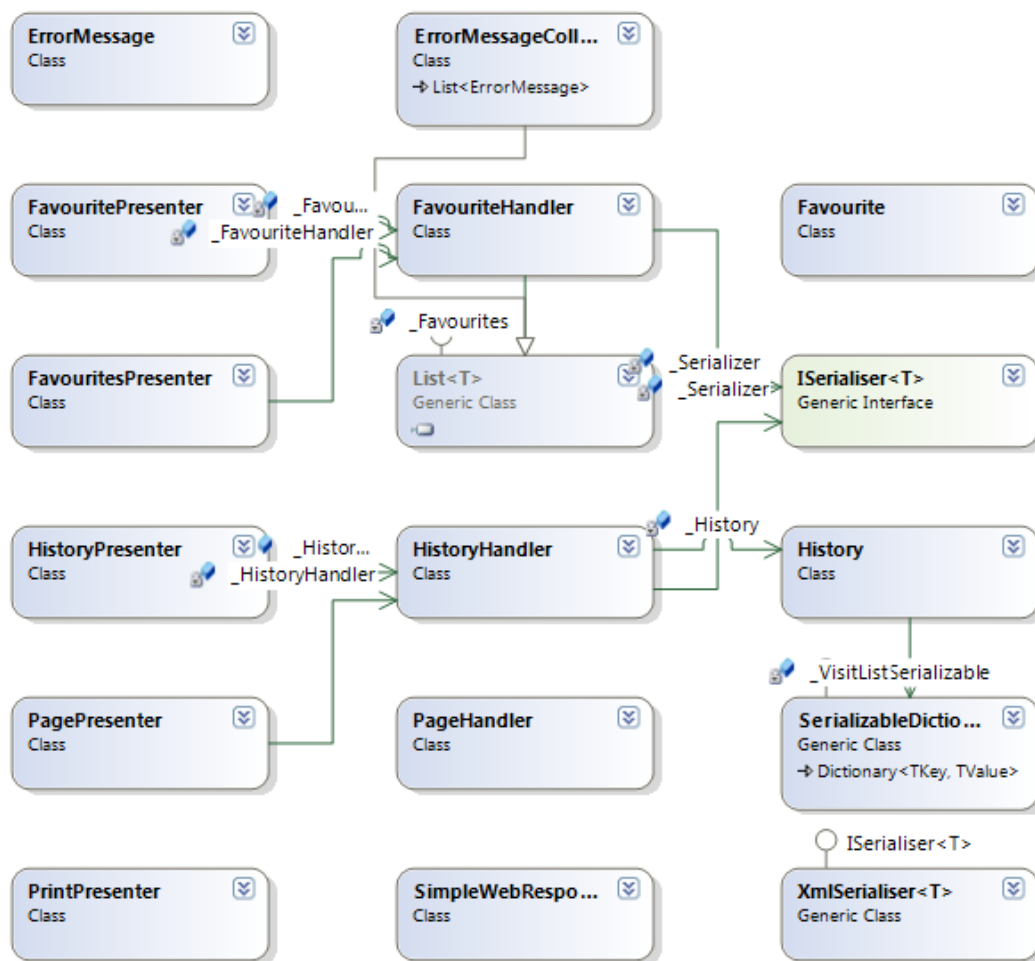 ErrorMessage
Class
ErrorMessageColl...
Class
List<ErrorMessage>
FavouritePresenter
Class
_Favou...
_FavouriteHandler
FavouriteHandler
Class
Favourite
Class
_Favourites
FavouritesPresenter
Class
List<T>
Generic Class
_Serializer
_Serializer
ISerialiser<T>
Generic Interface
HistoryPresenter
Class
_Histor...
_HistoryHandler
HistoryHandler
Class
_History
History
Class
_VisitListSerializable
PagePresenter
Class
PageHandler
Class
SerializableDictio...
Generic Class
Dictionary<TKey, TValue>
ISerialiser<T>
PrintPresenter
Class
SimpleWebRespo...
Class
XmlSerialiser<T>
Generic Class